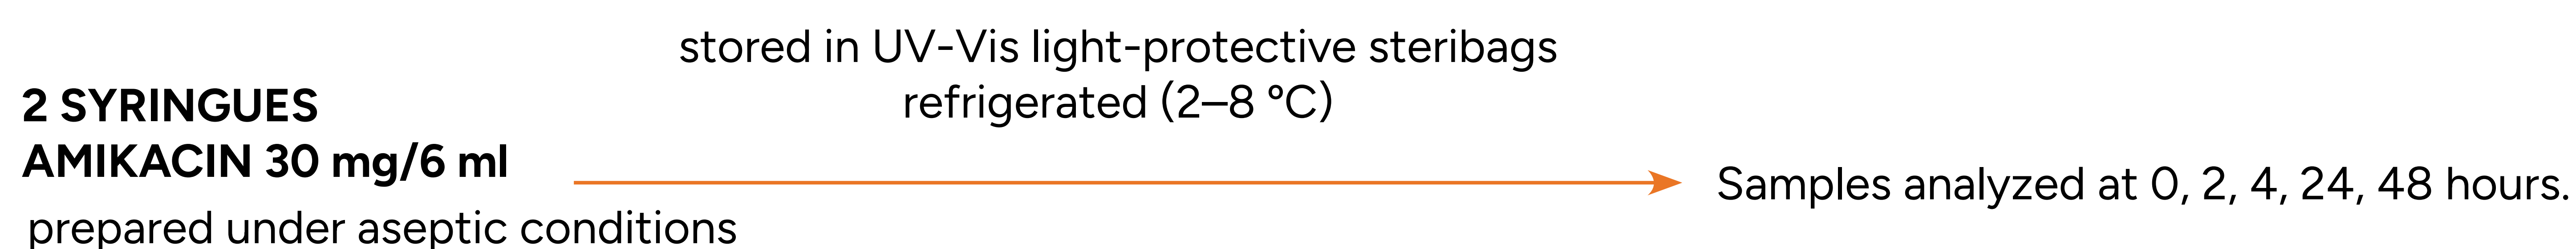 2 SYRINGUES
AMIKACIN 30 mg/6 ml
prepared under aseptic conditions
stored in UV-Vis light-protective steribags
refrigerated (2–8 ºC)
Samples analyzed at 0, 2, 4, 24, 48 hours.